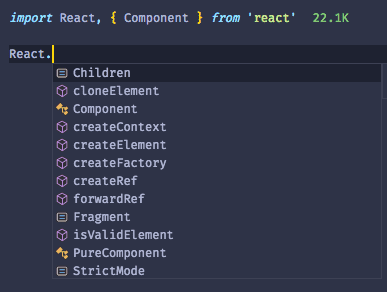 import React, { Component } from 'react' 22.1K
React.
Children
cloneElement
Component
createContext
createElement
createFactory
createRef
forwardRef
Fragment
isValidElement
PureComponent
StrictMode